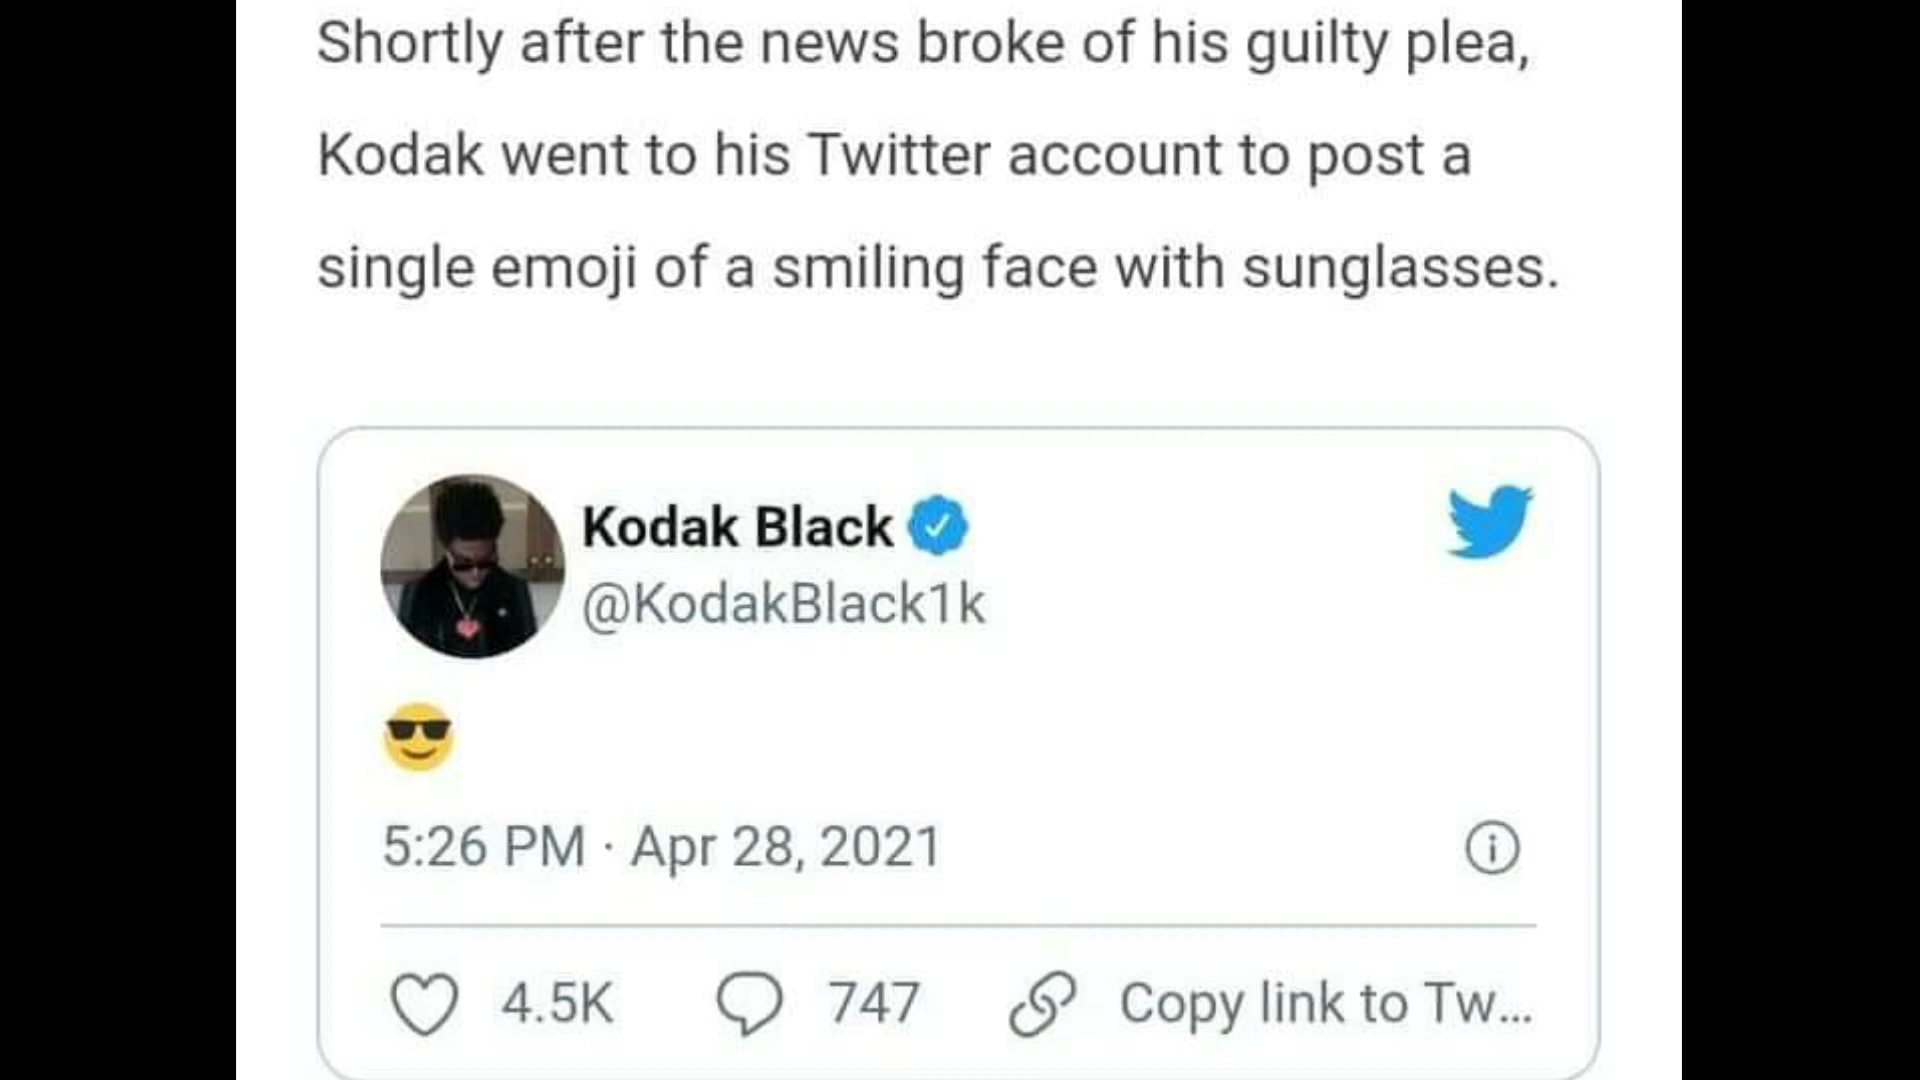 Shortly after the news broke of his guilty plea,
Kodak went to his Twitter account to post a
single emoji of a smiling face with sunglasses.
Kodak Black
@KodakBlack1k
😎
5:26 PM · Apr 28, 2021
4.5K 747 Copy link to Tw...